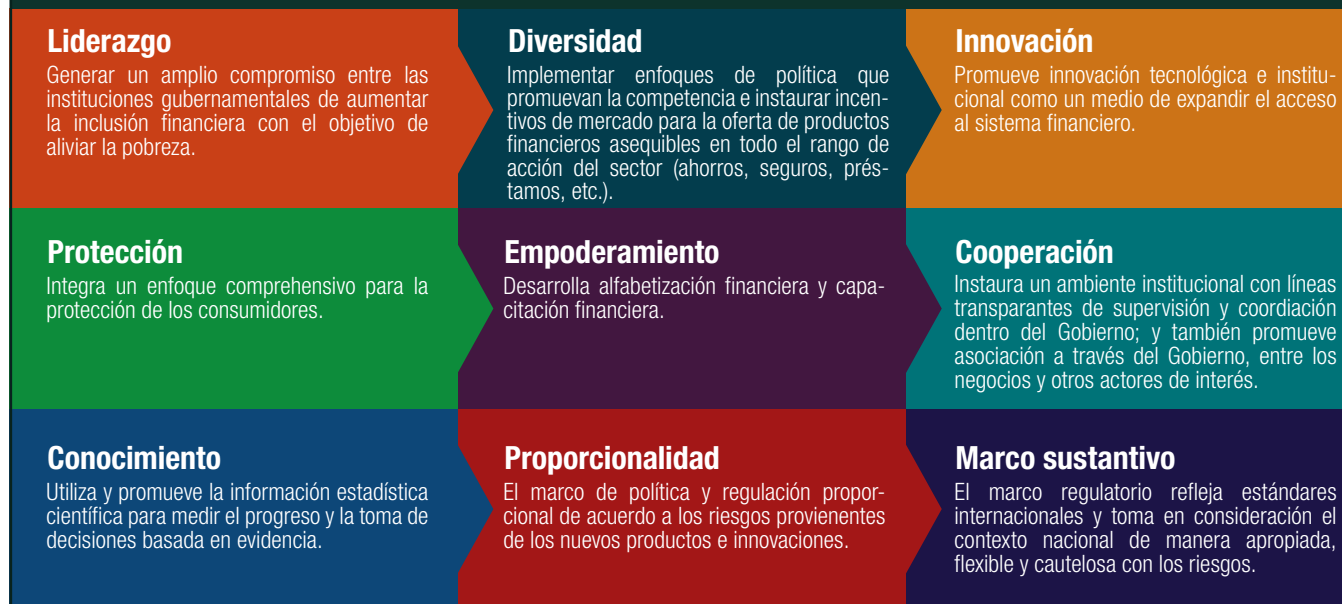 Liderazgo
Generar un amplio compromiso entre las
instituciones gubernamentales de aumentar
la inclusión financiera con el objetivo de
aliviar la pobreza.
Diversidad
Implementar enfoques de política que
promuevan la competencia e instaurar incen-
tivos de mercado para la oferta de productos
financieros asequibles en todo el rango de
acción del sector (ahorros, seguros, prés-
tamos, etc.).
Innovación
Promueve innovación tecnológica e institu-
cional como un medio de expandir el acceso
al sistema financiero.
Protección
Integra un enfoque comprehensivo para la
protección de los consumidores.
Empoderamiento
Desarrolla alfabetización financiera y capa-
citación financiera.
Cooperación
Instaura un ambiente institucional con líneas
transparantes de supervisión y coordiación
dentro del Gobierno; y también promueve
asociación a través del Gobierno, entre los
negocios y otros actores de interés.
Conocimiento
Utiliza y promueve la información estadística
científica para medir el progreso y la toma de
decisiones basada en evidencia.
Proporcionalidad
El marco de política y regulación propor-
cional de acuerdo a los riesgos provienentes
de los nuevos productos e innovaciones.
Marco sustantivo
El marco regulatorio refleja estándares
internacionales y toma en consideración el
contexto nacional de manera apropiada,
flexible y cautelosa con los riesgos.